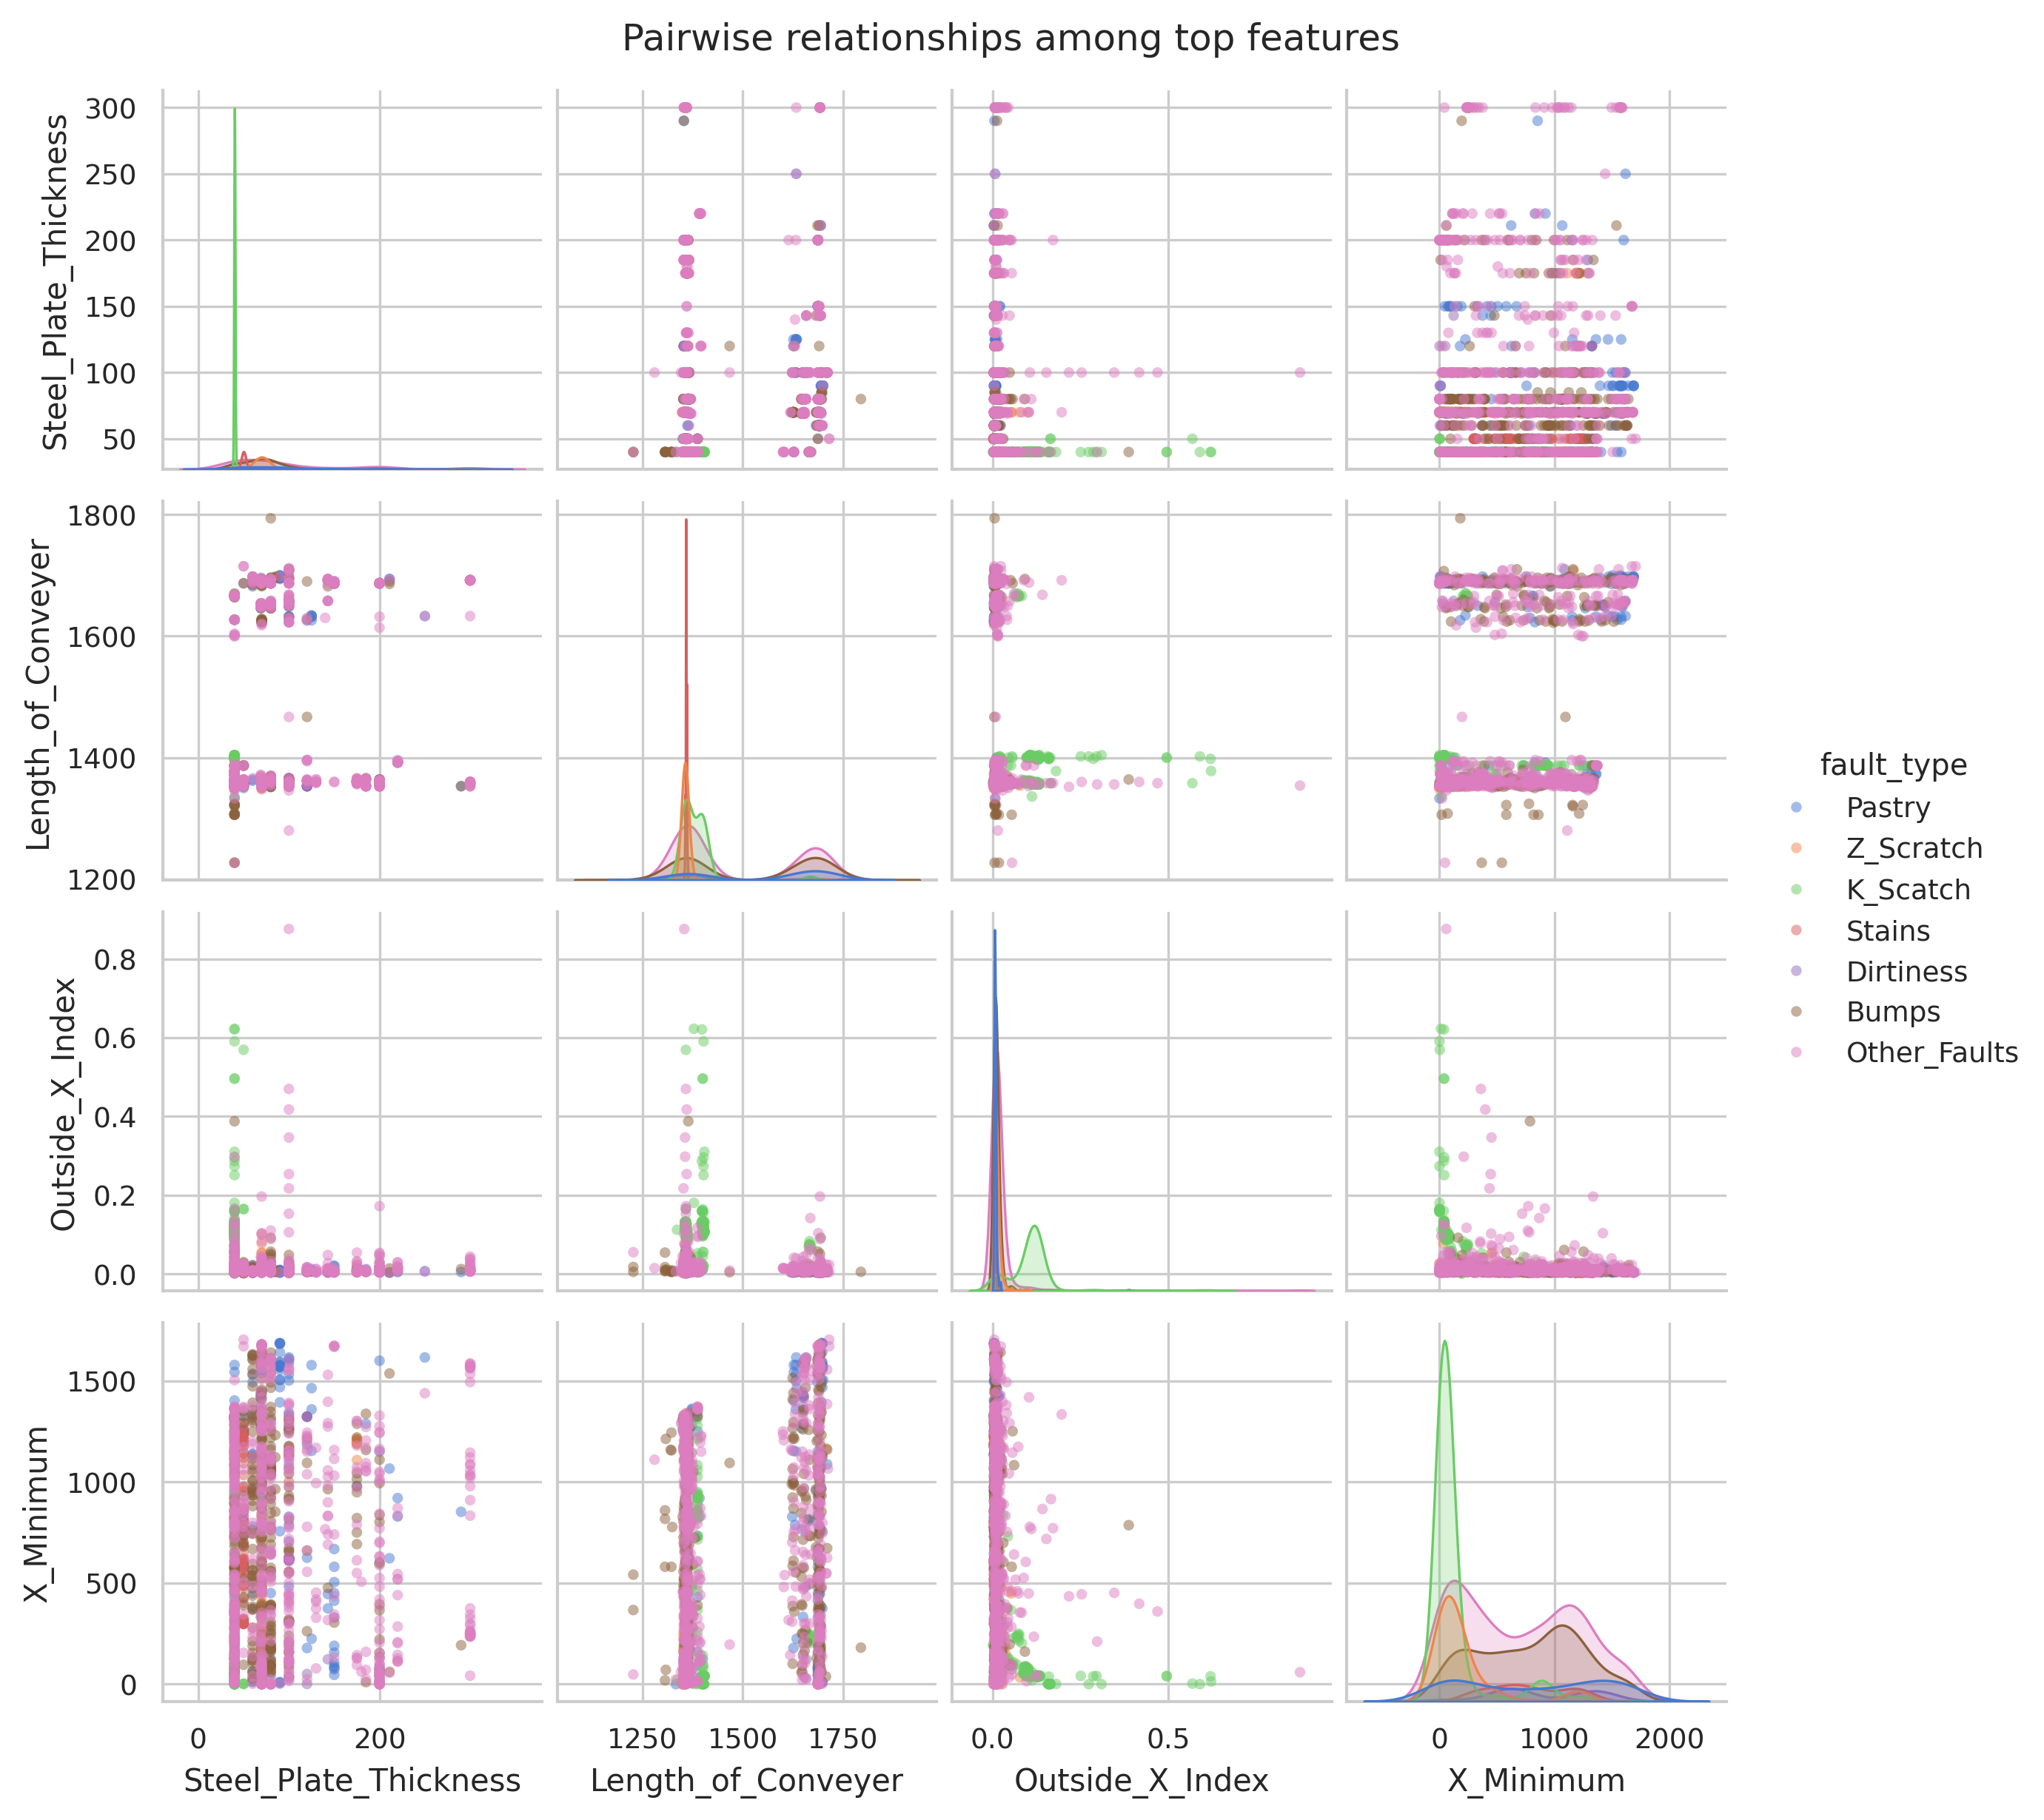 Pairwise relationships among top features
Steel_Plate_Thickness
300
250
200
150
100
50
Length_of_Conveyer
1800
1600
1400
1200
Outside_X_Index
0.8
0.6
0.4
0.2
0.0
X_Minimum
1500
1000
500
0
0 200
1250 1500 1750
0.0 0.5
0 1000 2000
Steel_Plate_Thickness
Length_of_Conveyer
Outside_X_Index
X_Minimum
fault_type
Pastry
Z_Scratch
K_Scatch
Stains
Dirtiness
Bumps
Other_Faults